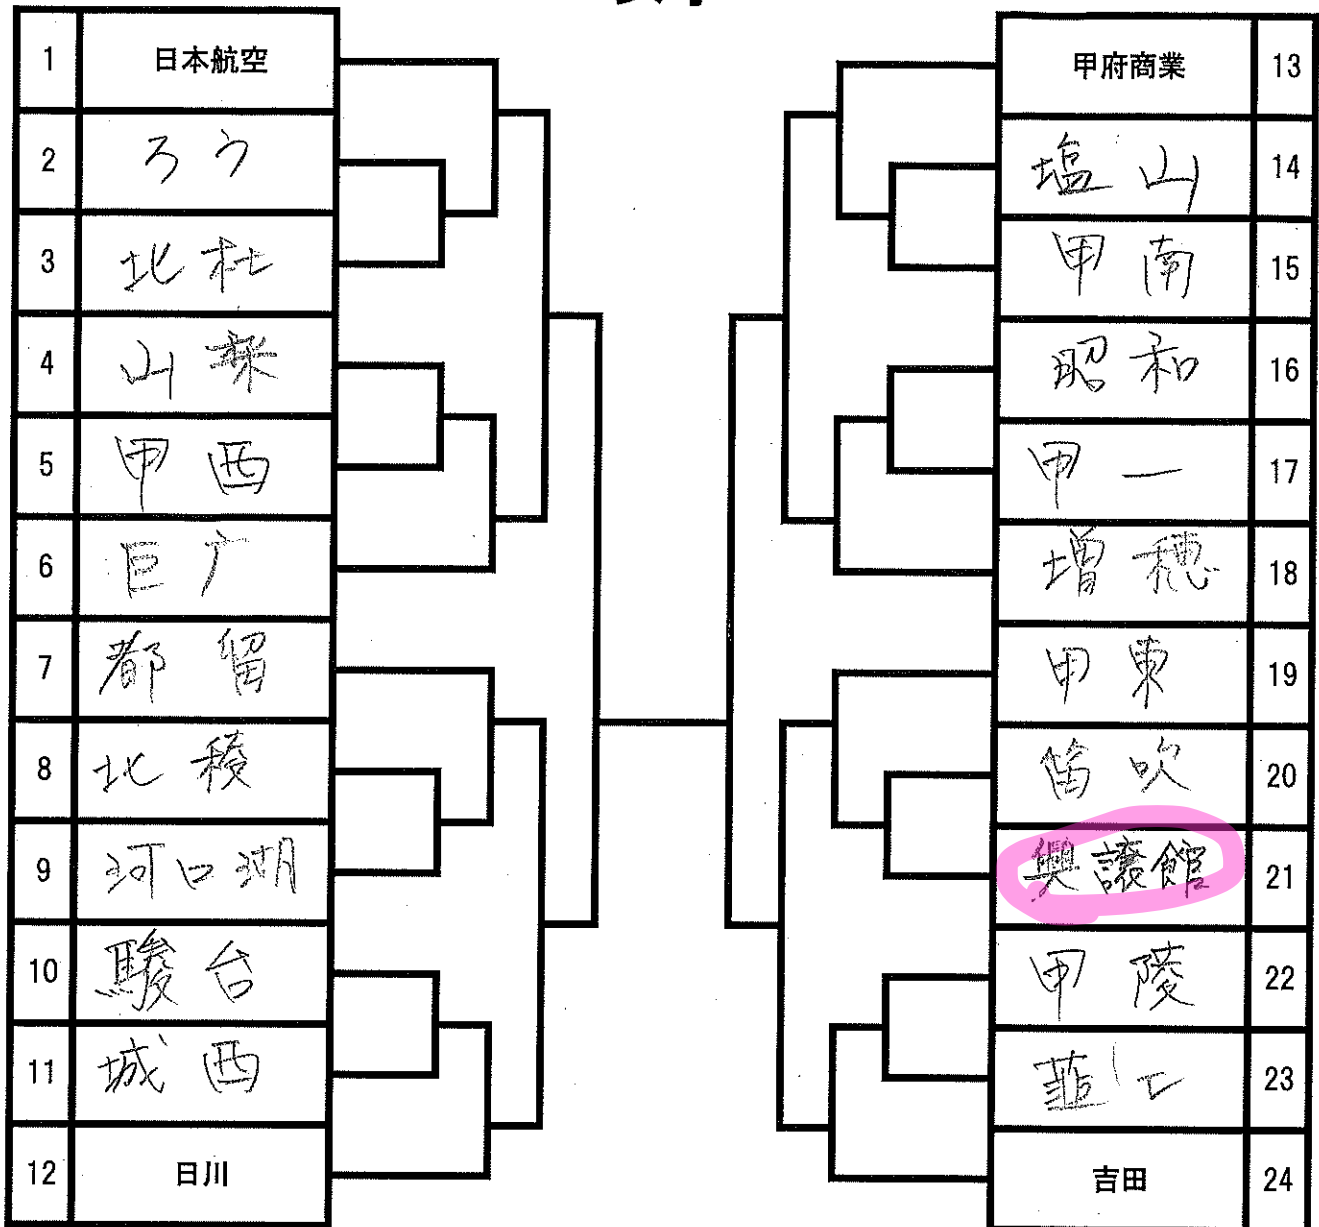 1 日本航空
2 ろう
3 北杜
4 山梨
5 甲西
6 巨广
7 都留
8 北稜
9 河口湖
10 駿台
11 城西
12 日川
甲府商業 13
塩山 14
甲南 15
昭和 16
甲一 17
増穂 18
甲東 19
笛吹 20
興譲館 21
甲陵 22
韮工 23
吉田 24